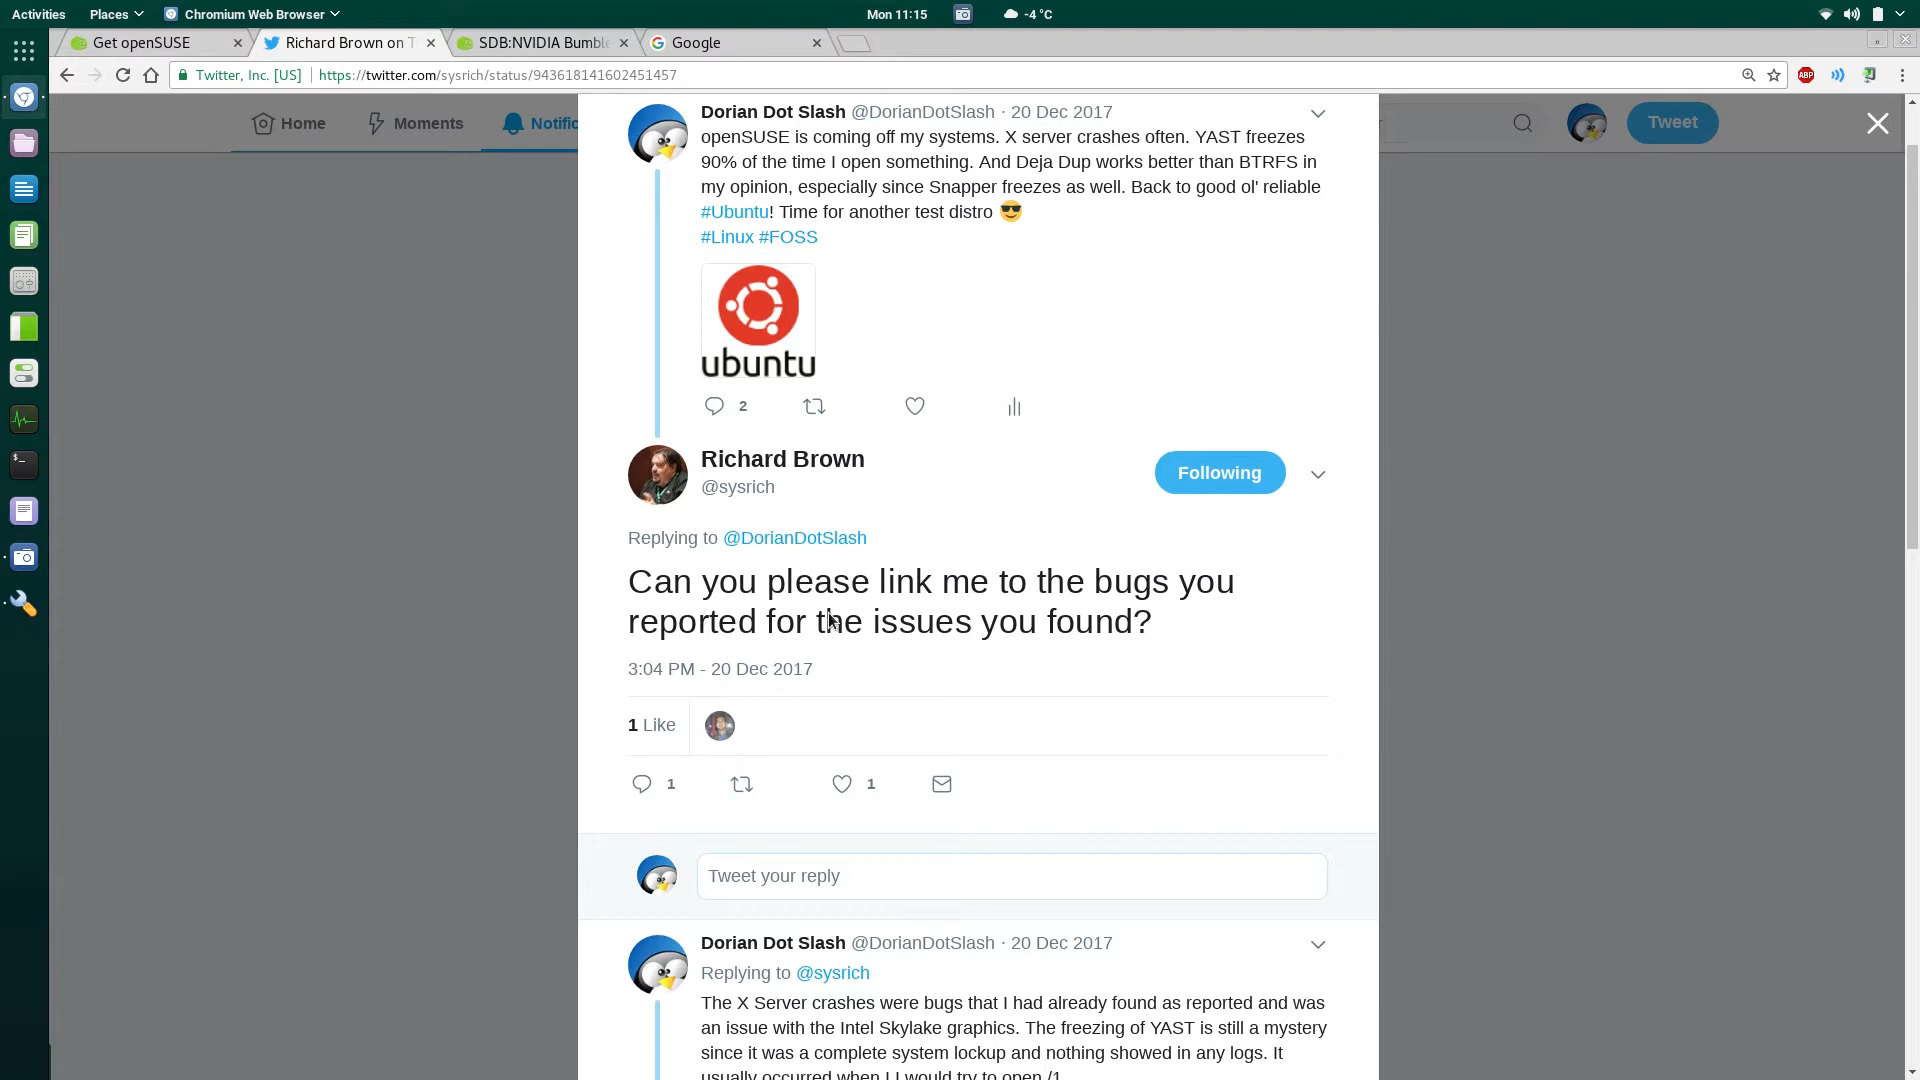 Activities Places Chromium Web Browser Mon 11:15 -4 °C
Get openSUSE Richard Brown on T SDB:NVIDIA Bumble Google
Twitter, Inc. [US] https://twitter.com/sysrich/status/943618141602451457 ABP
Home Moments Notific Tweet
Dorian Dot Slash @DorianDotSlash · 20 Dec 2017
openSUSE is coming off my systems. X server crashes often. YAST freezes
90% of the time I open something. And Deja Dup works better than BTRFS in
my opinion, especially since Snapper freezes as well. Back to good ol' reliable
#Ubuntu! Time for another test distro 😎
#Linux #FOSS
ubuntu
2
Richard Brown
@sysrich
Following
Replying to @DorianDotSlash
Can you please link me to the bugs you
reported for the issues you found?
3:04 PM - 20 Dec 2017
1 Like
1 1
Tweet your reply
Dorian Dot Slash @DorianDotSlash · 20 Dec 2017
Replying to @sysrich
The X Server crashes were bugs that I had already found as reported and was
an issue with the Intel Skylake graphics. The freezing of YAST is still a mystery
since it was a complete system lockup and nothing showed in any logs. It
usually occurred when I I would try to open /1